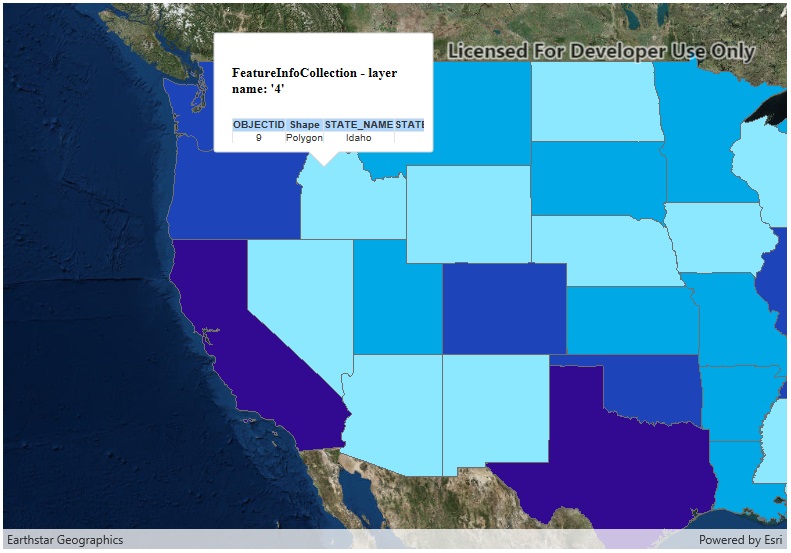 Licensed For Developer Use Only
FeatureInfoCollection - layer
name: '4'
OBJECTID Shape STATE_NAME STATE
9 Polygon Idaho
Earthstar Geographics
Powered by Esri